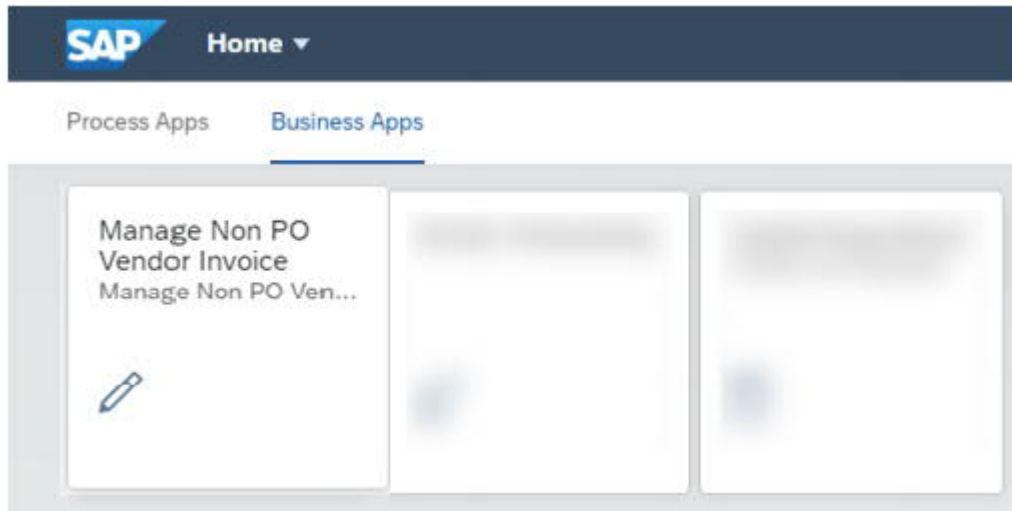 SAP Home
Process Apps Business Apps
Manage Non PO
Vendor Invoice
Manage Non PO Ven...